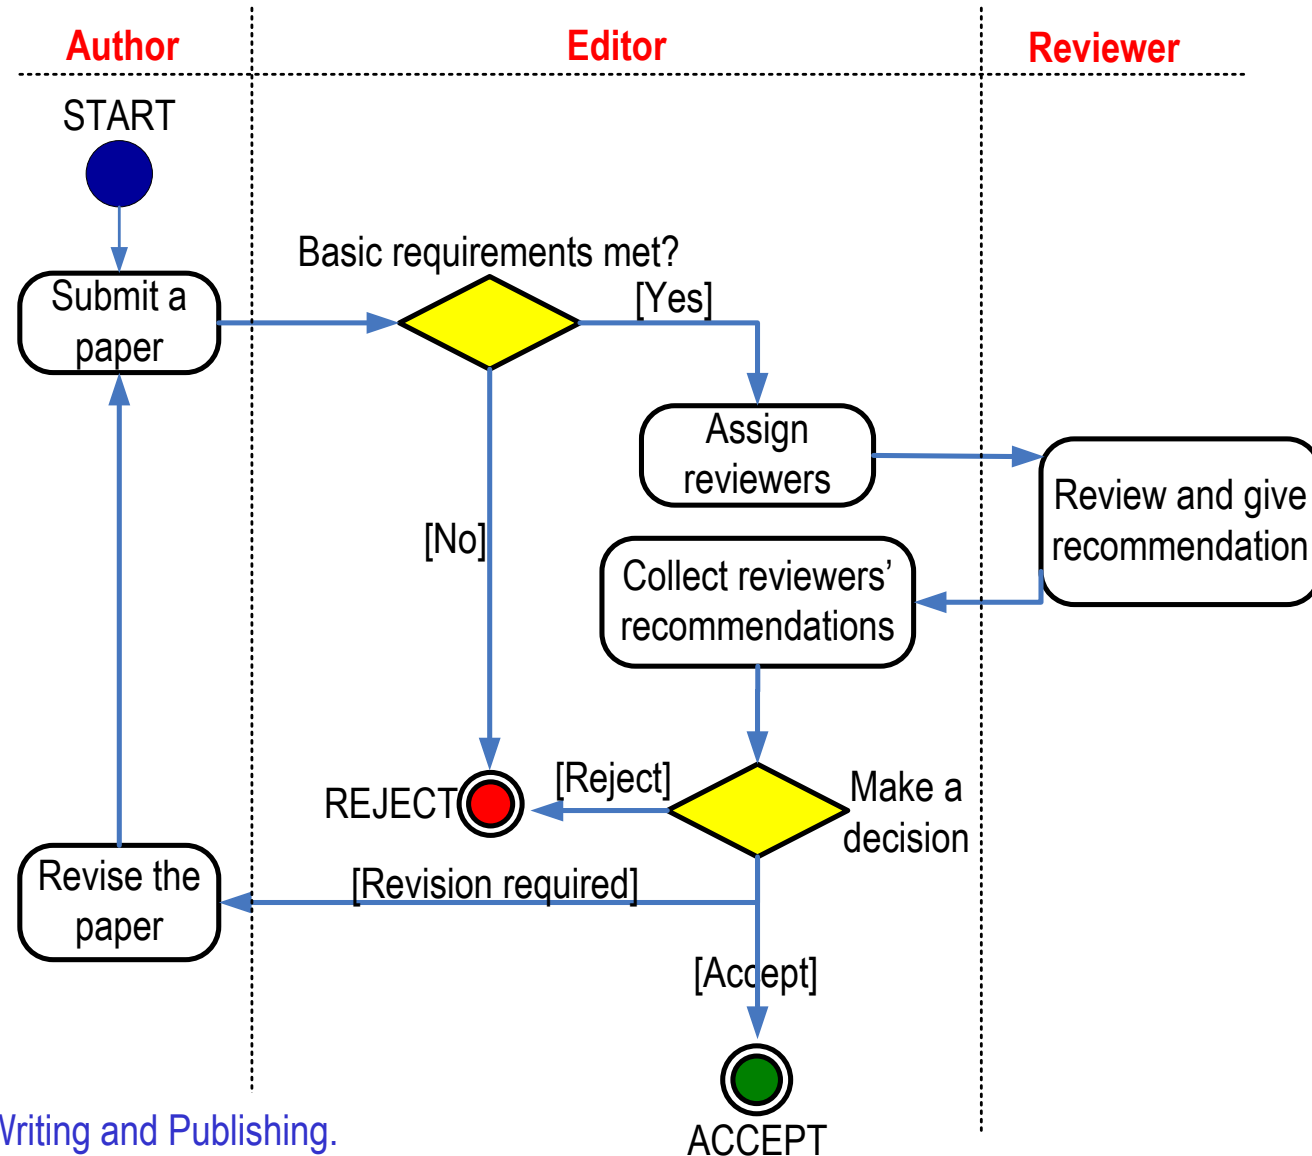 Author
Editor
Reviewer
START
Basic requirements met?
[Yes]
Submit a
paper
Assign
reviewers
Review and give
recommendation
[No]
Collect reviewers’
recommendations
[Reject]
REJECT
Make a
decision
Revise the
paper
[Revision required]
[Accept]
ACCEPT
Writing and Publishing.